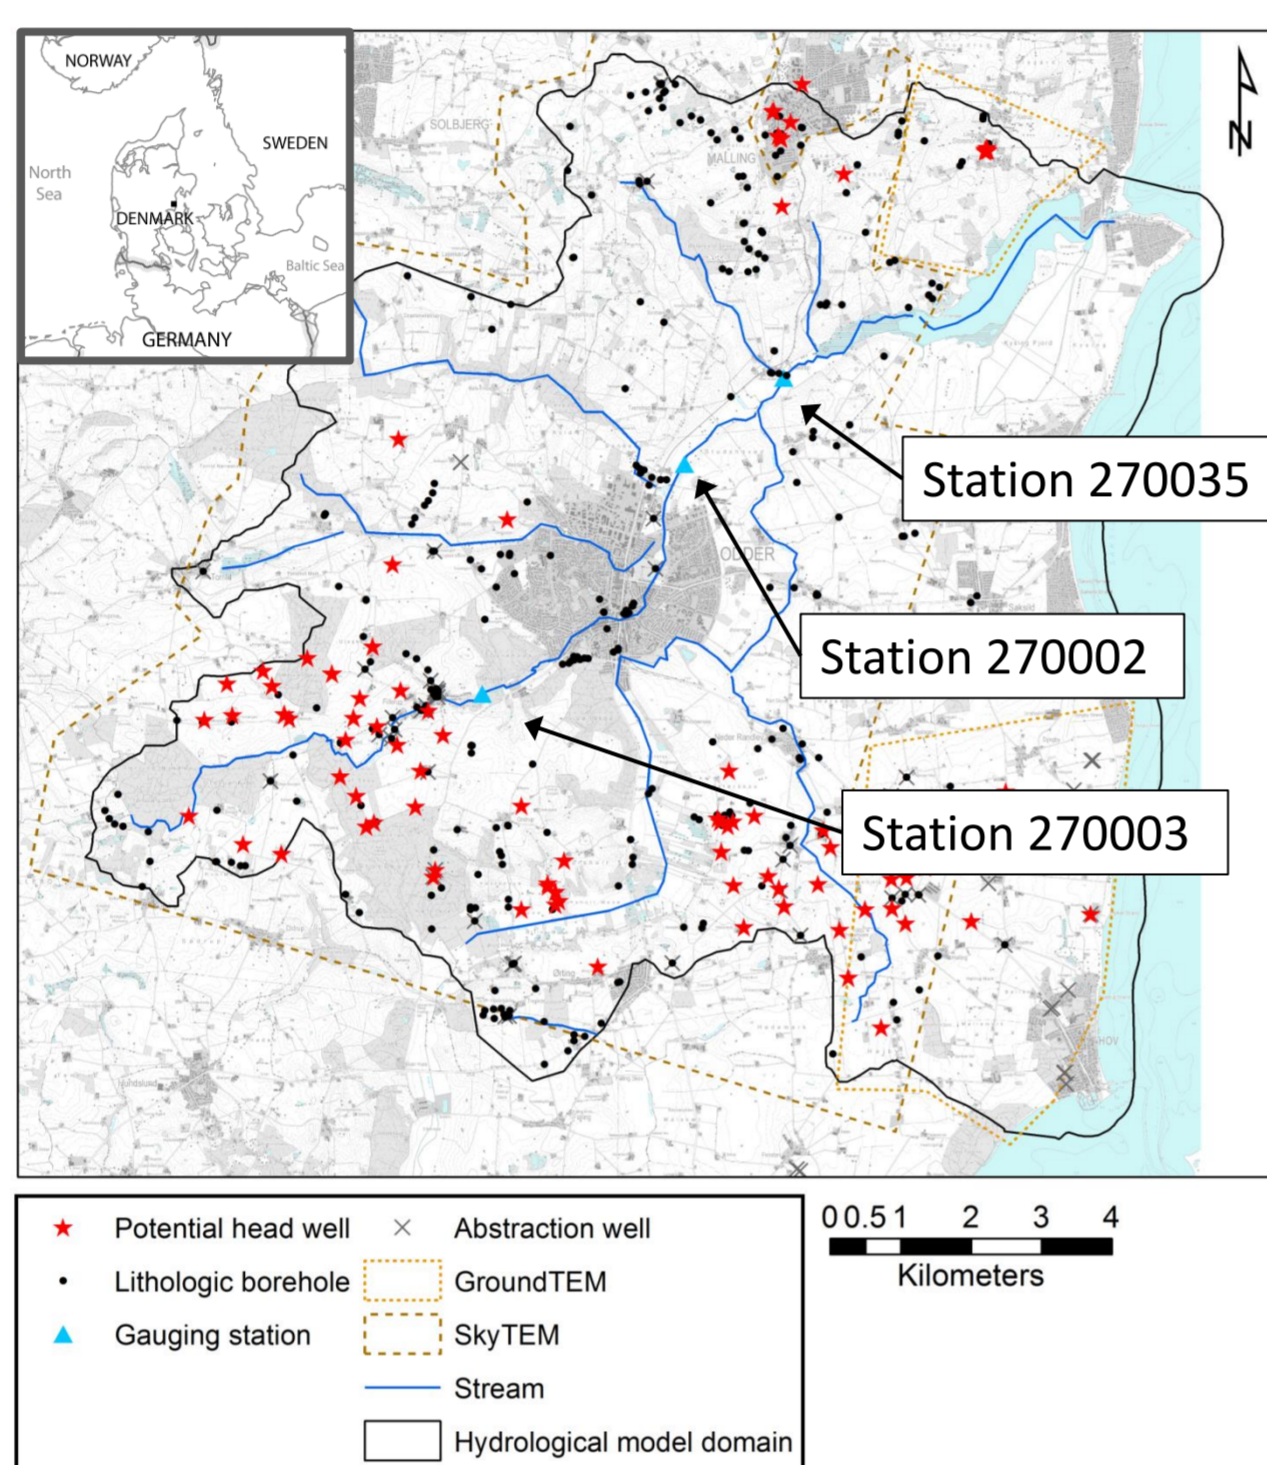 NORWAY
SWEDEN
North
Sea
DENMARK
Baltic Sea
GERMANY
SOLBJERG
MALLING
N
Station 270035
ODDER
Station 270002
Station 270003
HOV
Potential head well
Abstraction well
Lithologic borehole
GroundTEM
Gauging station
SkyTEM
Stream
Hydrological model domain
0 0.5 1 2 3 4
Kilometers